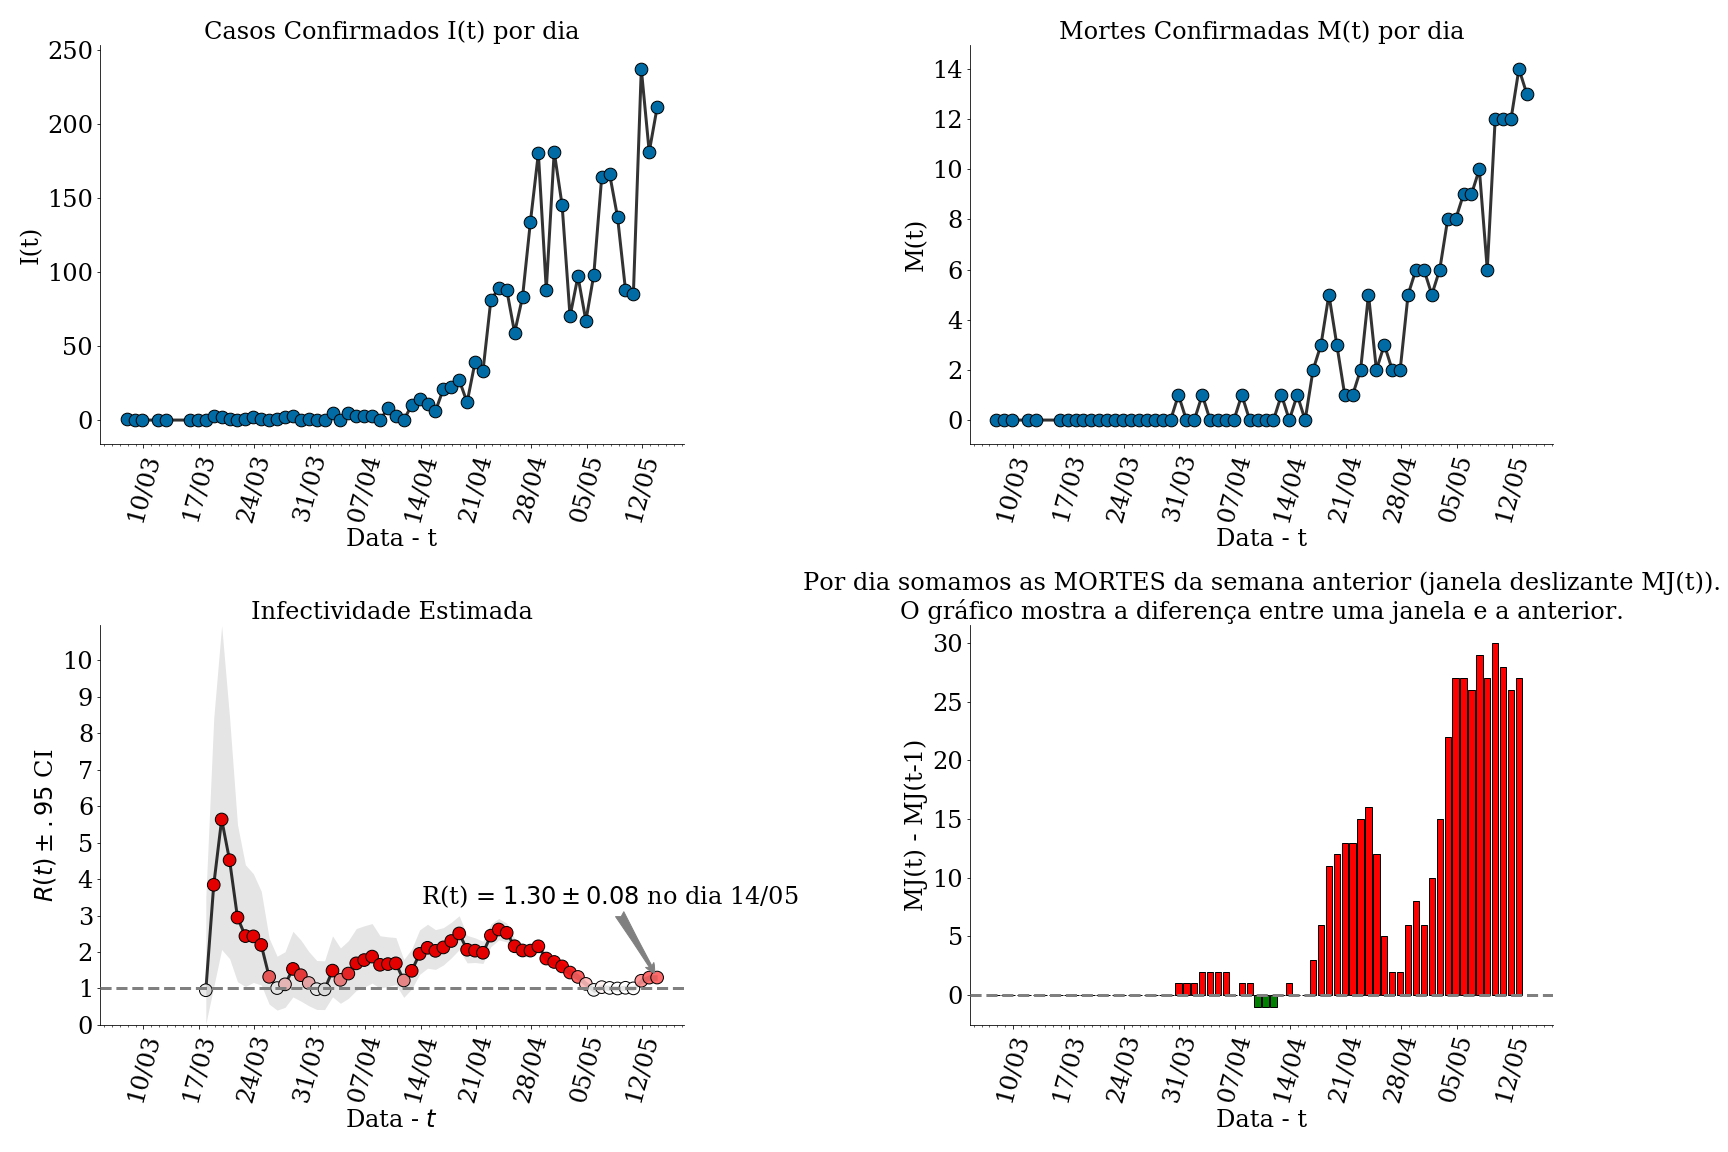 Casos Confirmados I(t) por dia
250
200
150
100
50
0
I(t)
10/03 17/03 24/03 31/03 07/04 14/04 21/04 28/04 05/05 12/05
Data - t
Mortes Confirmadas M(t) por dia
14
12
10
8
6
4
2
0
M(t)
10/03 17/03 24/03 31/03 07/04 14/04 21/04 28/04 05/05 12/05
Data - t
Infectividade Estimada
10
9
8
7
6
5
4
3
2
1
0
R(t) ± .95 CI
R(t) = 1.30 ± 0.08 no dia 14/05
10/03 17/03 24/03 31/03 07/04 14/04 21/04 28/04 05/05 12/05
Data - t
Por dia somamos as MORTES da semana anterior (janela deslizante MJ(t)).
O gráfico mostra a diferença entre uma janela e a anterior.
30
25
20
15
10
5
0
MJ(t) - MJ(t-1)
10/03 17/03 24/03 31/03 07/04 14/04 21/04 28/04 05/05 12/05
Data - t